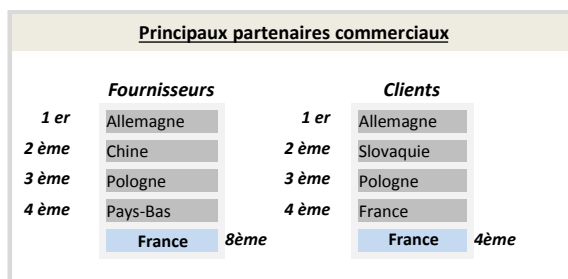 Principaux partenaires commerciaux
Fournisseurs Clients
1 er Allemagne 1 er Allemagne
2 ème Chine 2 ème Slovaquie
3 ème Pologne 3 ème Pologne
4 ème Pays-Bas 4 ème France
France 8ème France 4ème